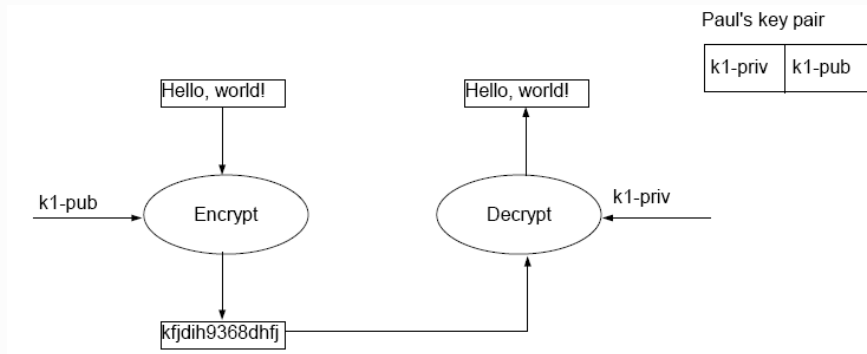 Paul's key pair
k1-priv k1-pub
Hello, world! Hello, world!
k1-pub Encrypt Decrypt k1-priv
kfjdih9368dhfj